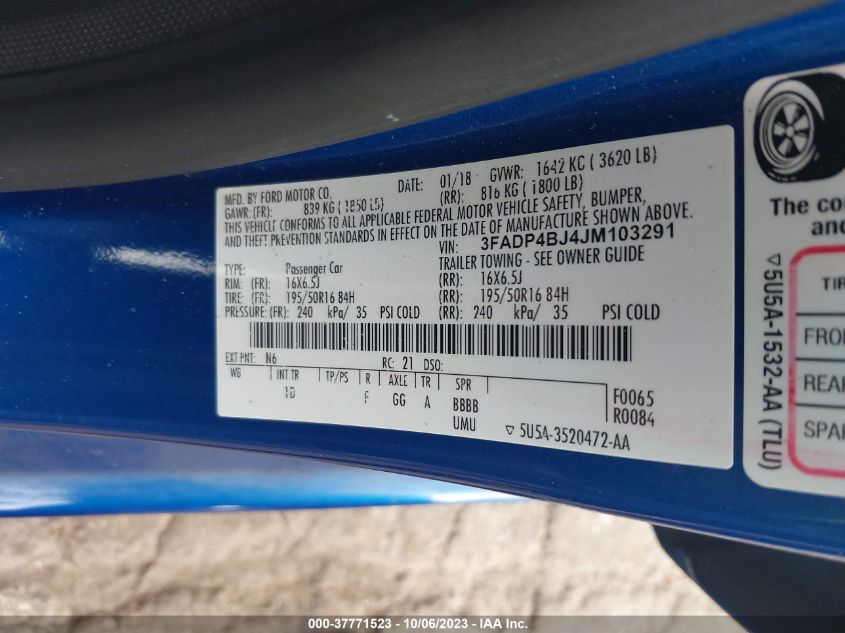 MFD. BY FORD MOTOR CO. DATE: 01/18 GVWR: 1642 KG ( 3620 LB)
GAWR:(FR): 839 KG ( 1850 LB) (RR): 816 KG ( 1800 LB)
THIS VEHICLE CONFORMS TO ALL APPLICABLE FEDERAL MOTOR VEHICLE SAFETY, BUMPER,
AND THEFT PREVENTION STANDARDS IN EFFECT ON THE DATE OF MANUFACTURE SHOWN ABOVE.
VIN: 3FADP4BJ4JM103291
TYPE: Passenger Car TRAILER TOWING - SEE OWNER GUIDE
RIM: (FR): 16X6.5J (RR): 16X6.5J
TIRE: (FR): 195/50R16 84H (RR): 195/50R16 84H
PRESSURE:(FR): 240 kPa/ 35 PSI COLD (RR): 240 kPa/ 35 PSI COLD
EXT PNT: N6 RC: 21 DSO:
WB INT TR TP/PS R AXLE TR SPR
1D F GG A BBBB
UMU
F0065
R0084
▽ 5U5A-3520472-AA
The co
and
▽ 5U5A-1532-AA (TLU)
TIR
FRO
REAR
SPAR
000-37771523 - 10/06/2023 - IAA Inc.